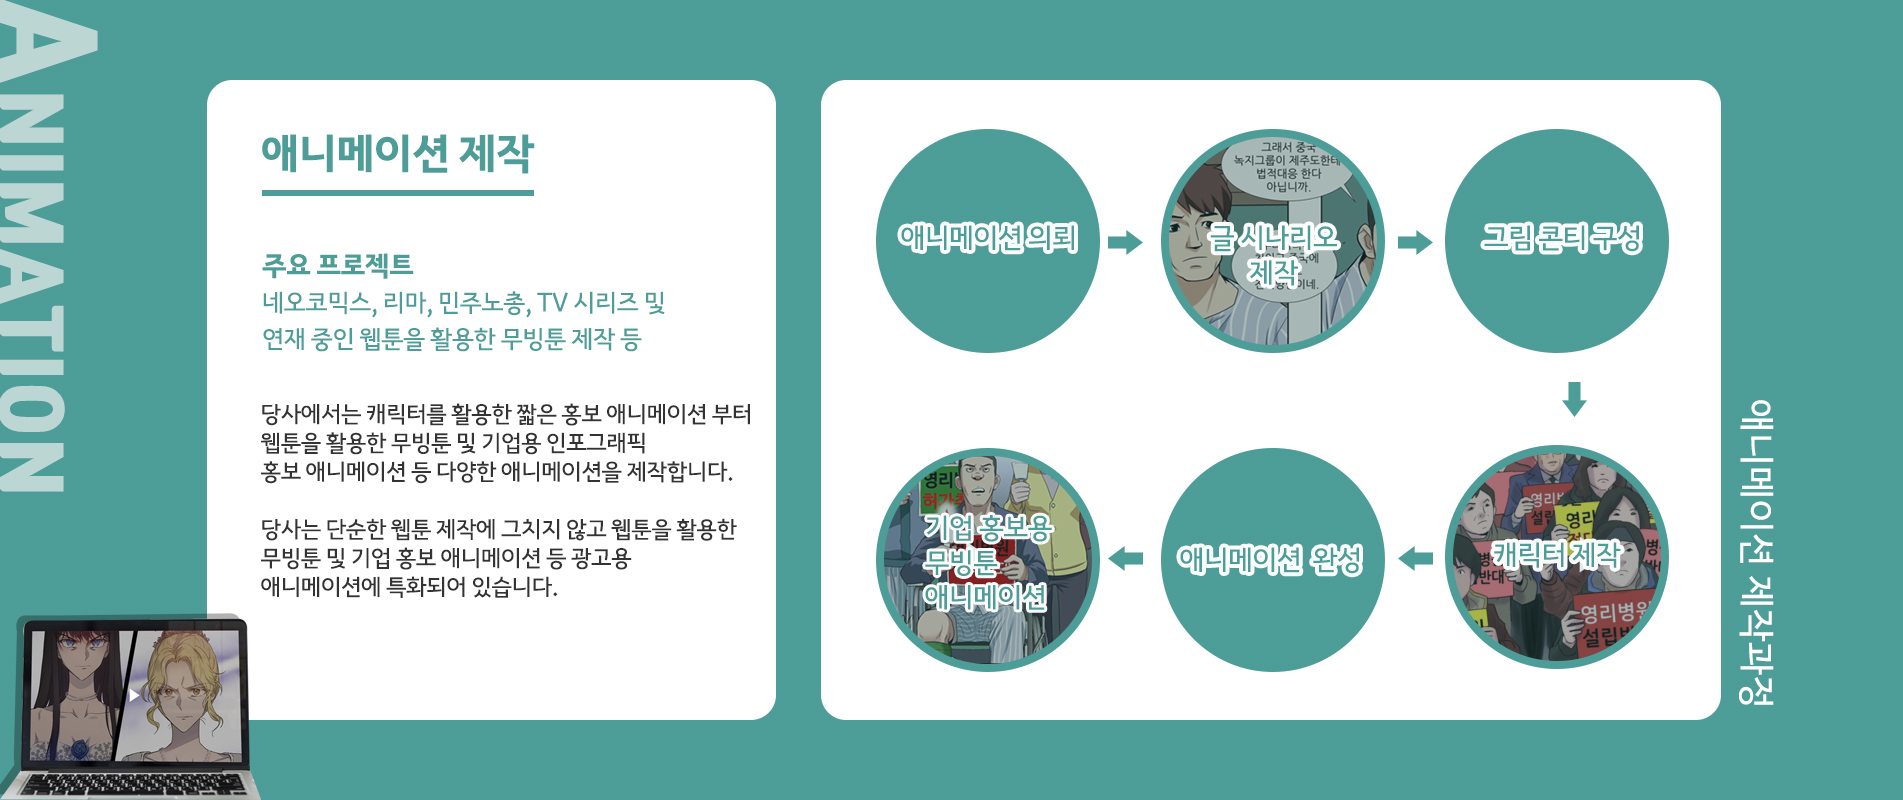 ANIMATION
애니메이션 제작
주요 프로젝트
네오코믹스, 리마, 민주노총, TV 시리즈 및
연재 중인 웹툰을 활용한 무빙툰 제작 등
당사에서는 캐릭터를 활용한 짧은 홍보 애니메이션 부터
웹툰을 활용한 무빙툰 및 기업용 인포그래픽
홍보 애니메이션 등 다양한 애니메이션을 제작합니다.
당사는 단순한 웹툰 제작에 그치지 않고 웹툰을 활용한
무빙툰 및 기업 홍보 애니메이션 등 광고용
애니메이션에 특화되어 있습니다.
애니메이션 의뢰
그래서 중국
녹지그룹이 제주도한테
법적대응 한다
아닙니까.
글 시나리오
제작
그림 콘티 구성
캐릭터 제작
영리
반대
영리병원
설립
애니메이션 완성
영리
기업 홍보용
무빙툰
애니메이션
애니메이션 제작과정